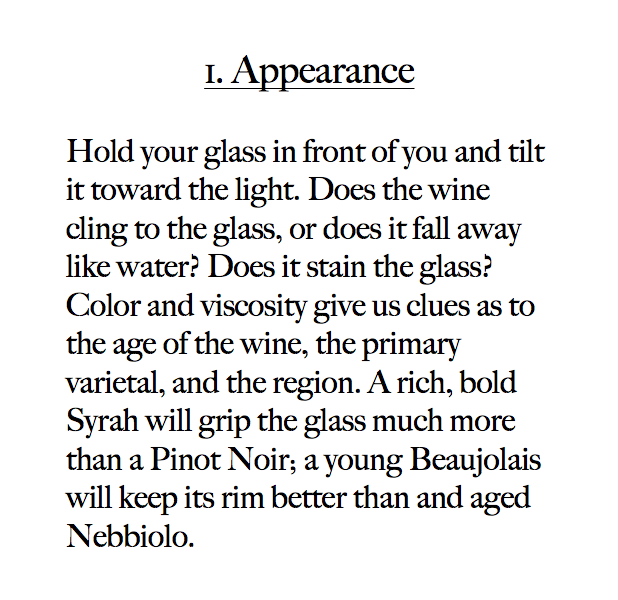 1. Appearance
Hold your glass in front of you and tilt
it toward the light. Does the wine
cling to the glass, or does it fall away
like water? Does it stain the glass?
Color and viscosity give us clues as to
the age of the wine, the primary
varietal, and the region. A rich, bold
Syrah will grip the glass much more
than a Pinot Noir; a young Beaujolais
will keep its rim better than and aged
Nebbiolo.